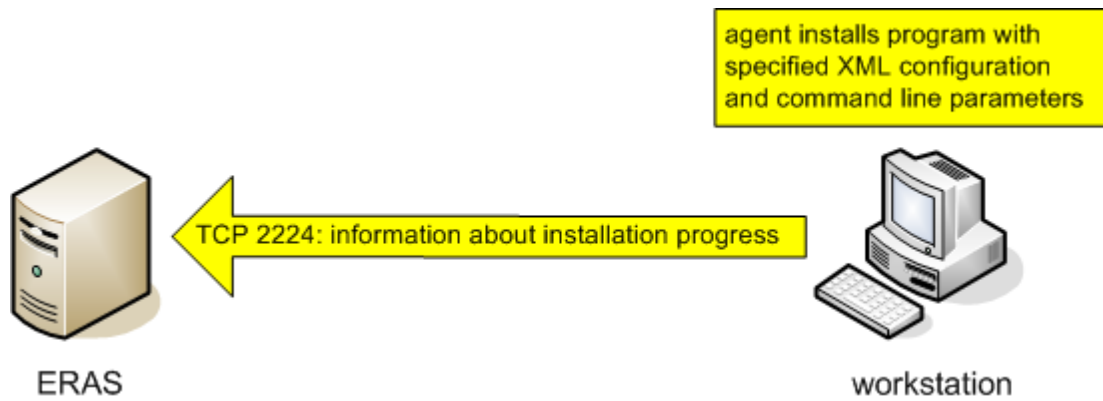 agent installs program with
specified XML configuration
and command line parameters
TCP 2224: information about installation progress
ERAS
workstation